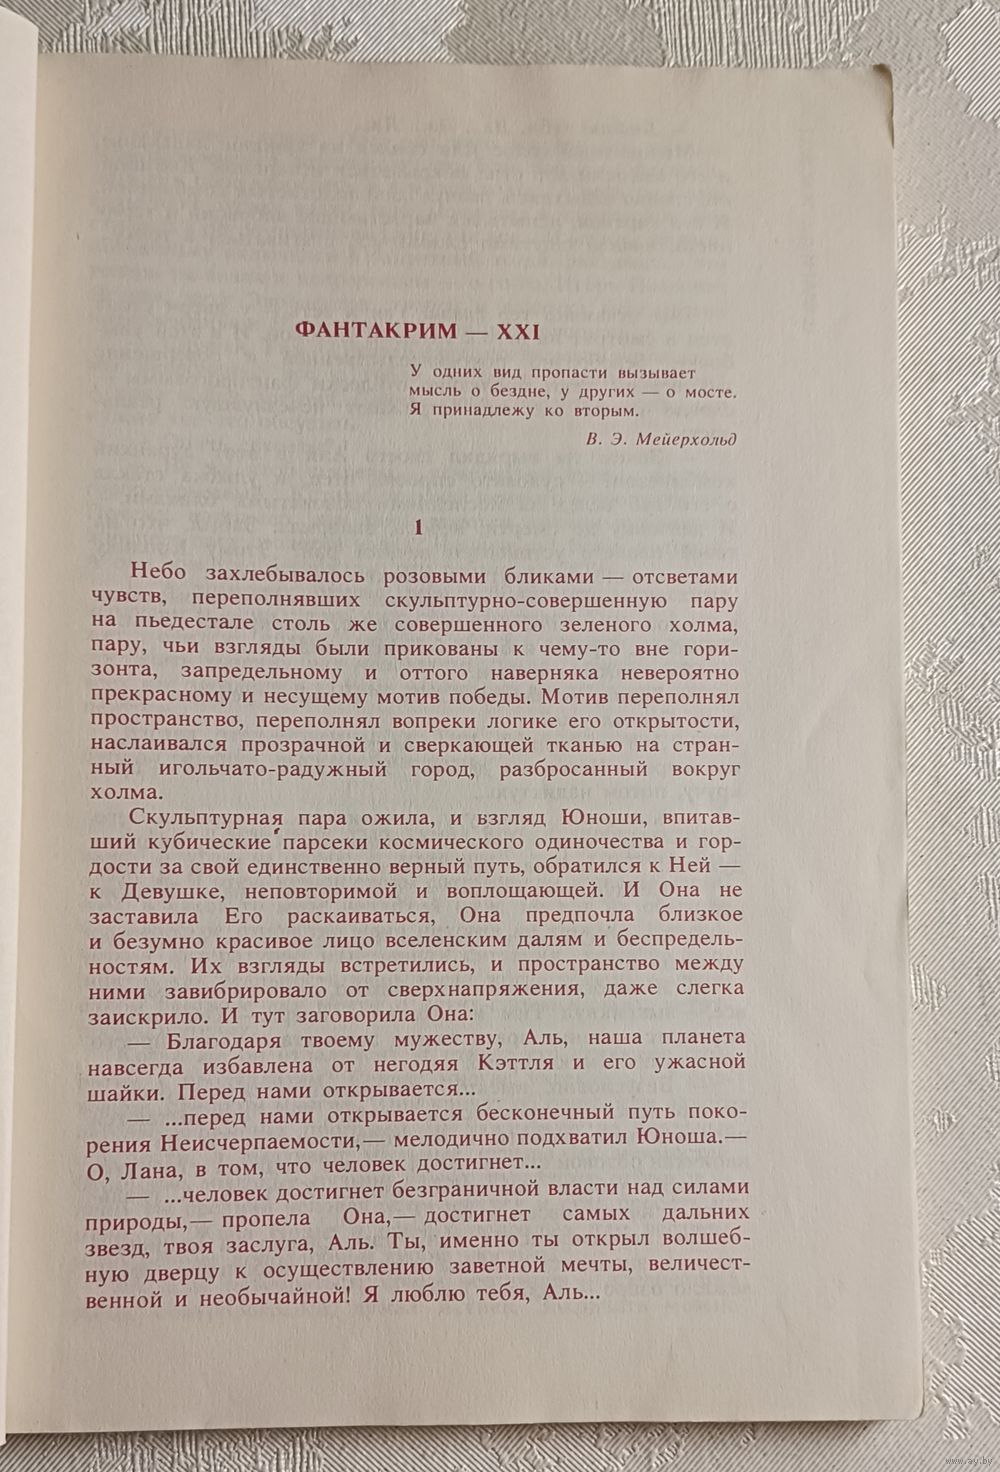 ФАНТАКРИМ — XXI
У одних вид пропасти вызывает
мысль о бездне, у других — о мосте.
Я принадлежу ко вторым.
В. Э. Мейерхольд
1
Небо захлебывалось розовыми бликами — отсветами
чувств, переполнявших скульптурно-совершенную пару
на пьедестале столь же совершенного зеленого холма,
пару, чьи взгляды были прикованы к чему-то вне гори-
зонта, запредельному и оттого наверняка невероятно
прекрасному и несущему мотив победы. Мотив переполнял
пространство, переполнял вопреки логике его открытости,
наслаивался прозрачной и сверкающей тканью на стран-
ный игольчато-радужный город, разбросанный вокруг
холма.
Скульптурная пара ожила, и взгляд Юноши, впитав-
ший кубические парсеки космического одиночества и гор-
дости за свой единственно верный путь, обратился к Ней —
к Девушке, неповторимой и воплощающей. И Она не
заставила Его раскаиваться, Она предпочла близкое
и безумно красивое лицо вселенским далям и беспредель-
ностям. Их взгляды встретились, и пространство между
ними завибрировало от сверхнапряжения, даже слегка
заискрило. И тут заговорила Она:
— Благодаря твоему мужеству, Аль, наша планета
навсегда избавлена от негодяя Кэттля и его ужасной
шайки. Перед нами открывается...
— ...перед нами открывается бесконечный путь поко-
рения Неисчерпаемости,— мелодично подхватил Юноша.—
О, Лана, в том, что человек достигнет...
— ...человек достигнет безграничной власти над силами
природы,— пропела Она,— достигнет самых дальних
звезд, твоя заслуга, Аль. Ты, именно ты открыл волшеб-
ную дверцу к осуществлению заветной мечты, величест-
венной и необычайной! Я люблю тебя, Аль...
www.ay.by